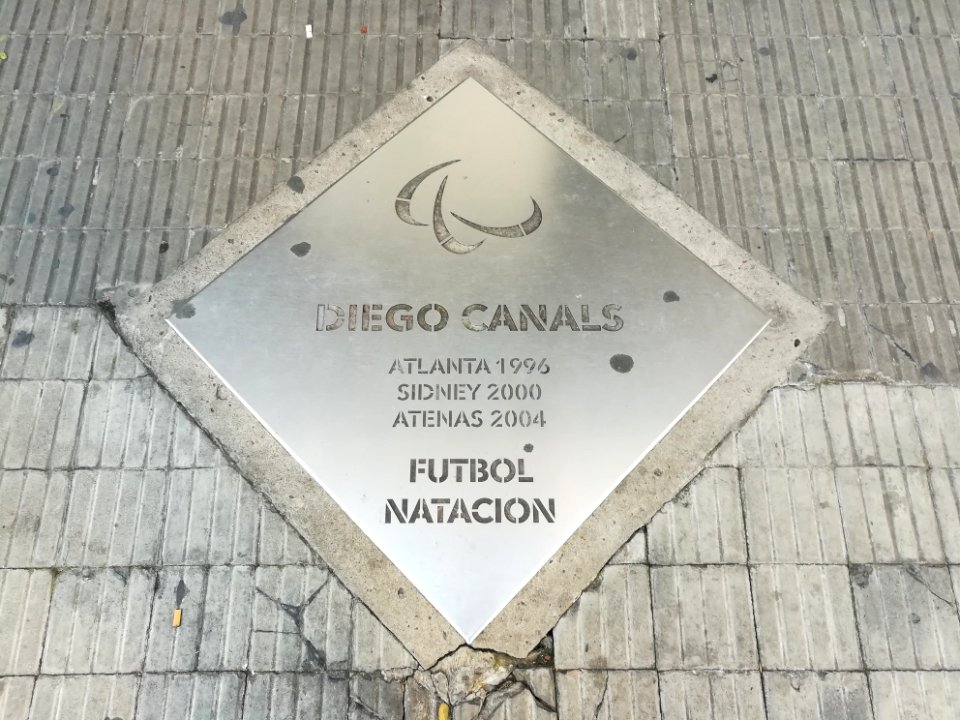 DIEGO CANALS
ATLANTA 1996
SIDNEY 2000
ATENAS 2004
FUTBOL
NATACION